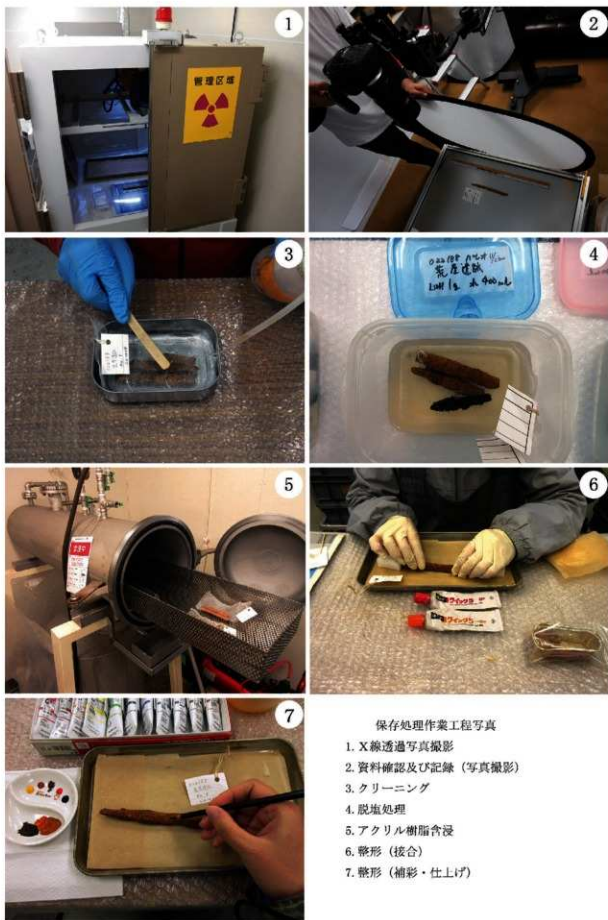 1
2
管理区域
3
4
荒屋遺跡
LiOH 1g 水 400mL
5
6
7
保存処理作業工程写真
1. X線透過写真撮影
2. 資料確認及び記録（写真撮影）
3. クリーニング
4. 脱塩処理
5. アクリル樹脂含浸
6. 整形（接合）
7. 整形（補彩・仕上げ）